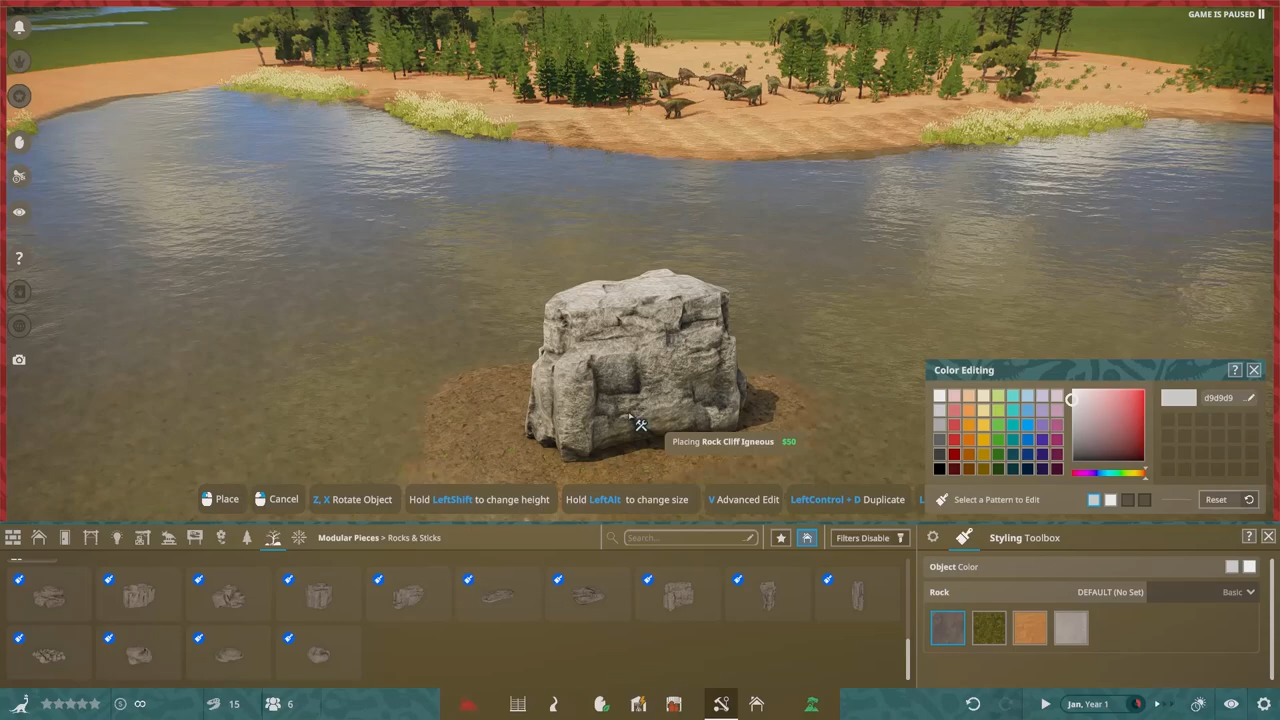 GAME IS PAUSED
?
Color Editing
?
d9d9d9
Placing Rock Cliff Igneous $50
Select a Pattern to Edit
Reset
Place
Cancel
Z, X Rotate Object
Hold LeftShift to change height
Hold LeftAlt to change size
V Advanced Edit
LeftControl + D Duplicate
L
Modular Pieces > Rocks & Sticks
Search...
Filters Disable
Styling Toolbox
?
Object Color
Rock
DEFAULT (No Set)
Basic
$ ∞
15
6
Jan, Year 1